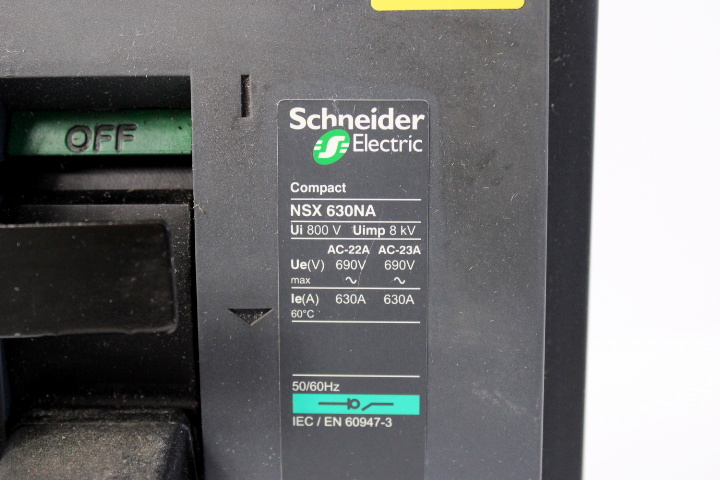 OFF
Schneider
Electric
Compact
NSX 630NA
Ui 800 V Uimp 8 kV
AC-22A AC-23A
Ue(V) 690V 690V
max ~ ~
Ie(A) 630A 630A
60°C
50/60Hz
IEC / EN 60947-3